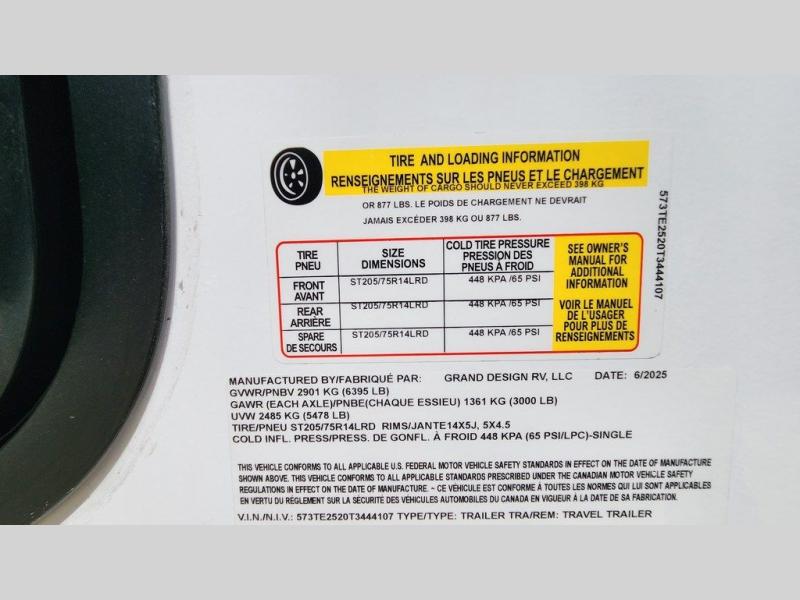 TIRE AND LOADING INFORMATION
RENSEIGNEMENTS SUR LES PNEUS ET LE CHARGEMENT
THE WEIGHT OF CARGO SHOULD NEVER EXCEED 398 KG
OR 877 LBS. LE POIDS DE CHARGEMENT NE DEVRAIT
JAMAIS EXCÉDER 398 KG OU 877 LBS.
TIRE PNEU SIZE DIMENSIONS COLD TIRE PRESSURE PRESSION DES PNEUS À FROID
FRONT AVANT ST205/75R14LRD 448 KPA /65 PSI
REAR ARRIÈRE ST205/75R14LRD 448 KPA /65 PSI
SPARE DE SECOURS ST205/75R14LRD 448 KPA /65 PSI
SEE OWNER'S
MANUAL FOR
ADDITIONAL
INFORMATION
VOIR LE MANUEL
DE L'USAGER
POUR PLUS DE
RENSEIGNEMENTS
573TE2520T3444107
MANUFACTURED BY/FABRIQUÉ PAR: GRAND DESIGN RV, LLC DATE: 6/2025
GVWR/PNBV 2901 KG (6395 LB)
GAWR (EACH AXLE)/PNBE(CHAQUE ESSIEU) 1361 KG (3000 LB)
UVW 2485 KG (5478 LB)
TIRE/PNEU ST205/75R14LRD RIMS/JANTE14X5J, 5X4.5
COLD INFL. PRESS/PRESS. DE GONFL. À FROID 448 KPA (65 PSI/LPC)-SINGLE
THIS VEHICLE CONFORMS TO ALL APPLICABLE U.S. FEDERAL MOTOR VEHICLE SAFETY STANDARDS IN EFFECT ON THE DATE OF MANUFACTURE
SHOWN ABOVE. THIS VEHICLE CONFORMS TO ALL APPLICABLE STANDARDS PRESCRIBED UNDER THE CANADIAN MOTOR VEHICLE SAFETY
REGULATIONS IN EFFECT ON THE DATE OF MANUFACTURE. - CE VÉHICULE EST CONFORME À TOUTES LES NORMES QUI LUI SONT APPLICABLES
EN VERTU DU RÈGLEMENT SUR LA SÉCURITÉ DES VÉHICULES AUTOMOBILES DU CANADA EN VIGUEUR À LA DATE DE SA FABRICATION.
V.I.N./N.I.V.: 573TE2520T3444107 TYPE/TYPE: TRAILER TRA/REM: TRAVEL TRAILER